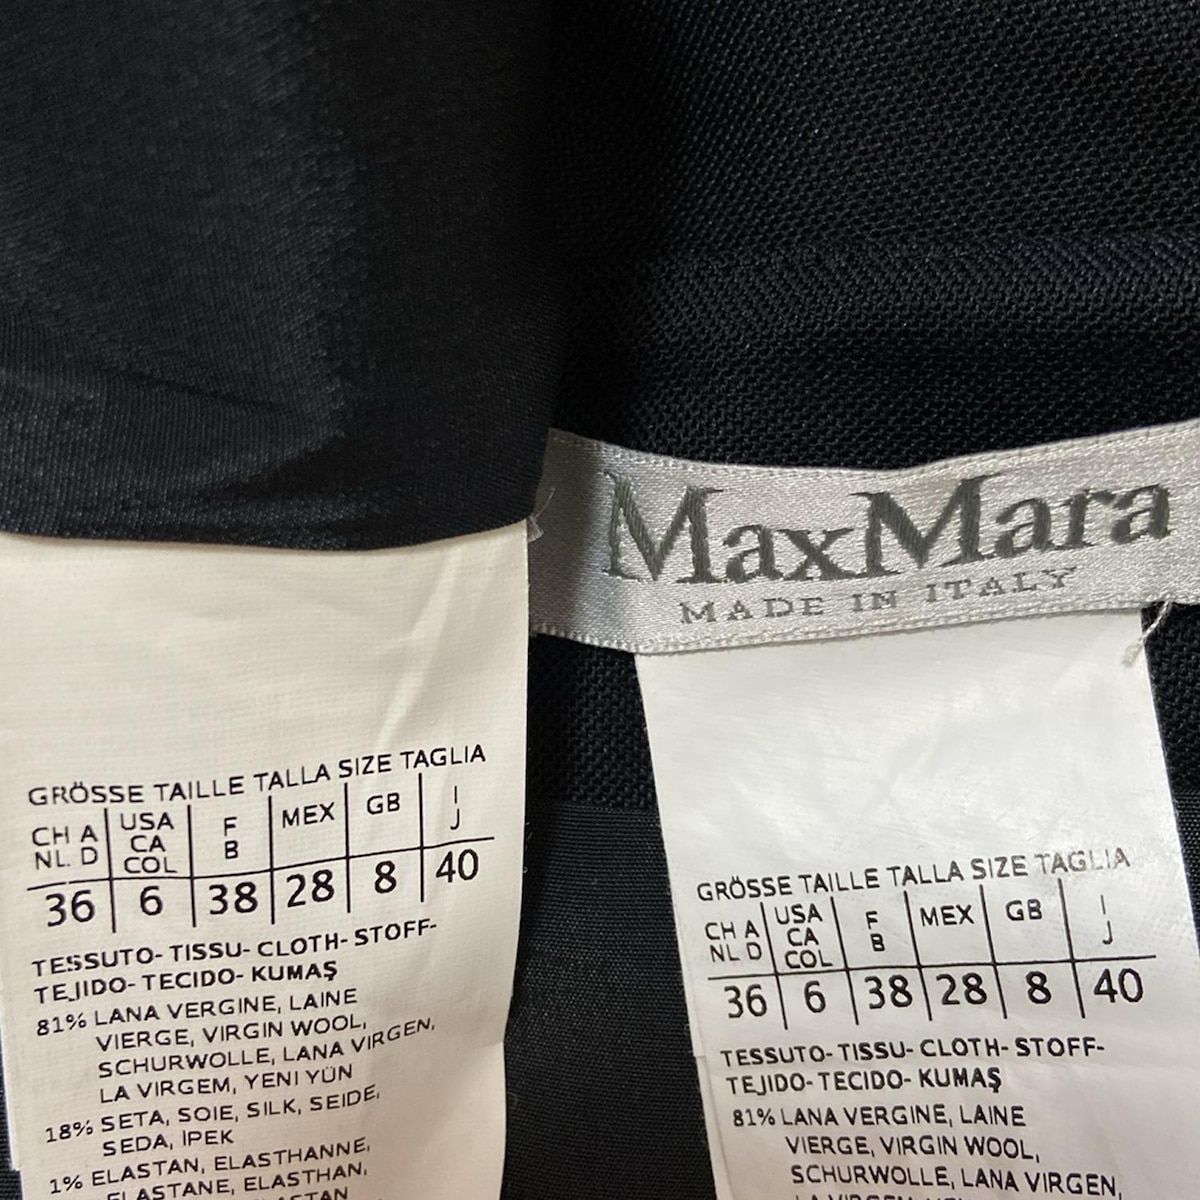 MaxMara
MADE IN ITALY
GRÖSSE TAILLE TALLA SIZE TAGLIA
CH A NL. D | USA CA COL | F B | MEX | GB | I J
36 | 6 | 38 | 28 | 8 | 40
TESSUTO- TISSU- CLOTH- STOFF-
TEJIDO- TECIDO- KUMAŞ
81% LANA VERGINE, LAINE
VIERGE, VIRGIN WOOL,
SCHURWOLLE, LANA VIRGEN,
LA VIRGEM, YENI YÜN
18% SETA, SOIE, SILK, SEIDE,
SEDA, İPEK
1% ELASTAN, ELASTHANNE,
ELASTANE, ELASTHAN,
GRÖSSE TAILLE TALLA SIZE TAGLIA
CH A NL D | USA CA COL | F B | MEX | GB | I J
36 | 6 | 38 | 28 | 8 | 40
TESSUTO- TISSU- CLOTH- STOFF-
TEJIDO- TECIDO- KUMAŞ
81% LANA VERGINE, LAINE
VIERGE, VIRGIN WOOL,
SCHURWOLLE, LANA VIRGEN,